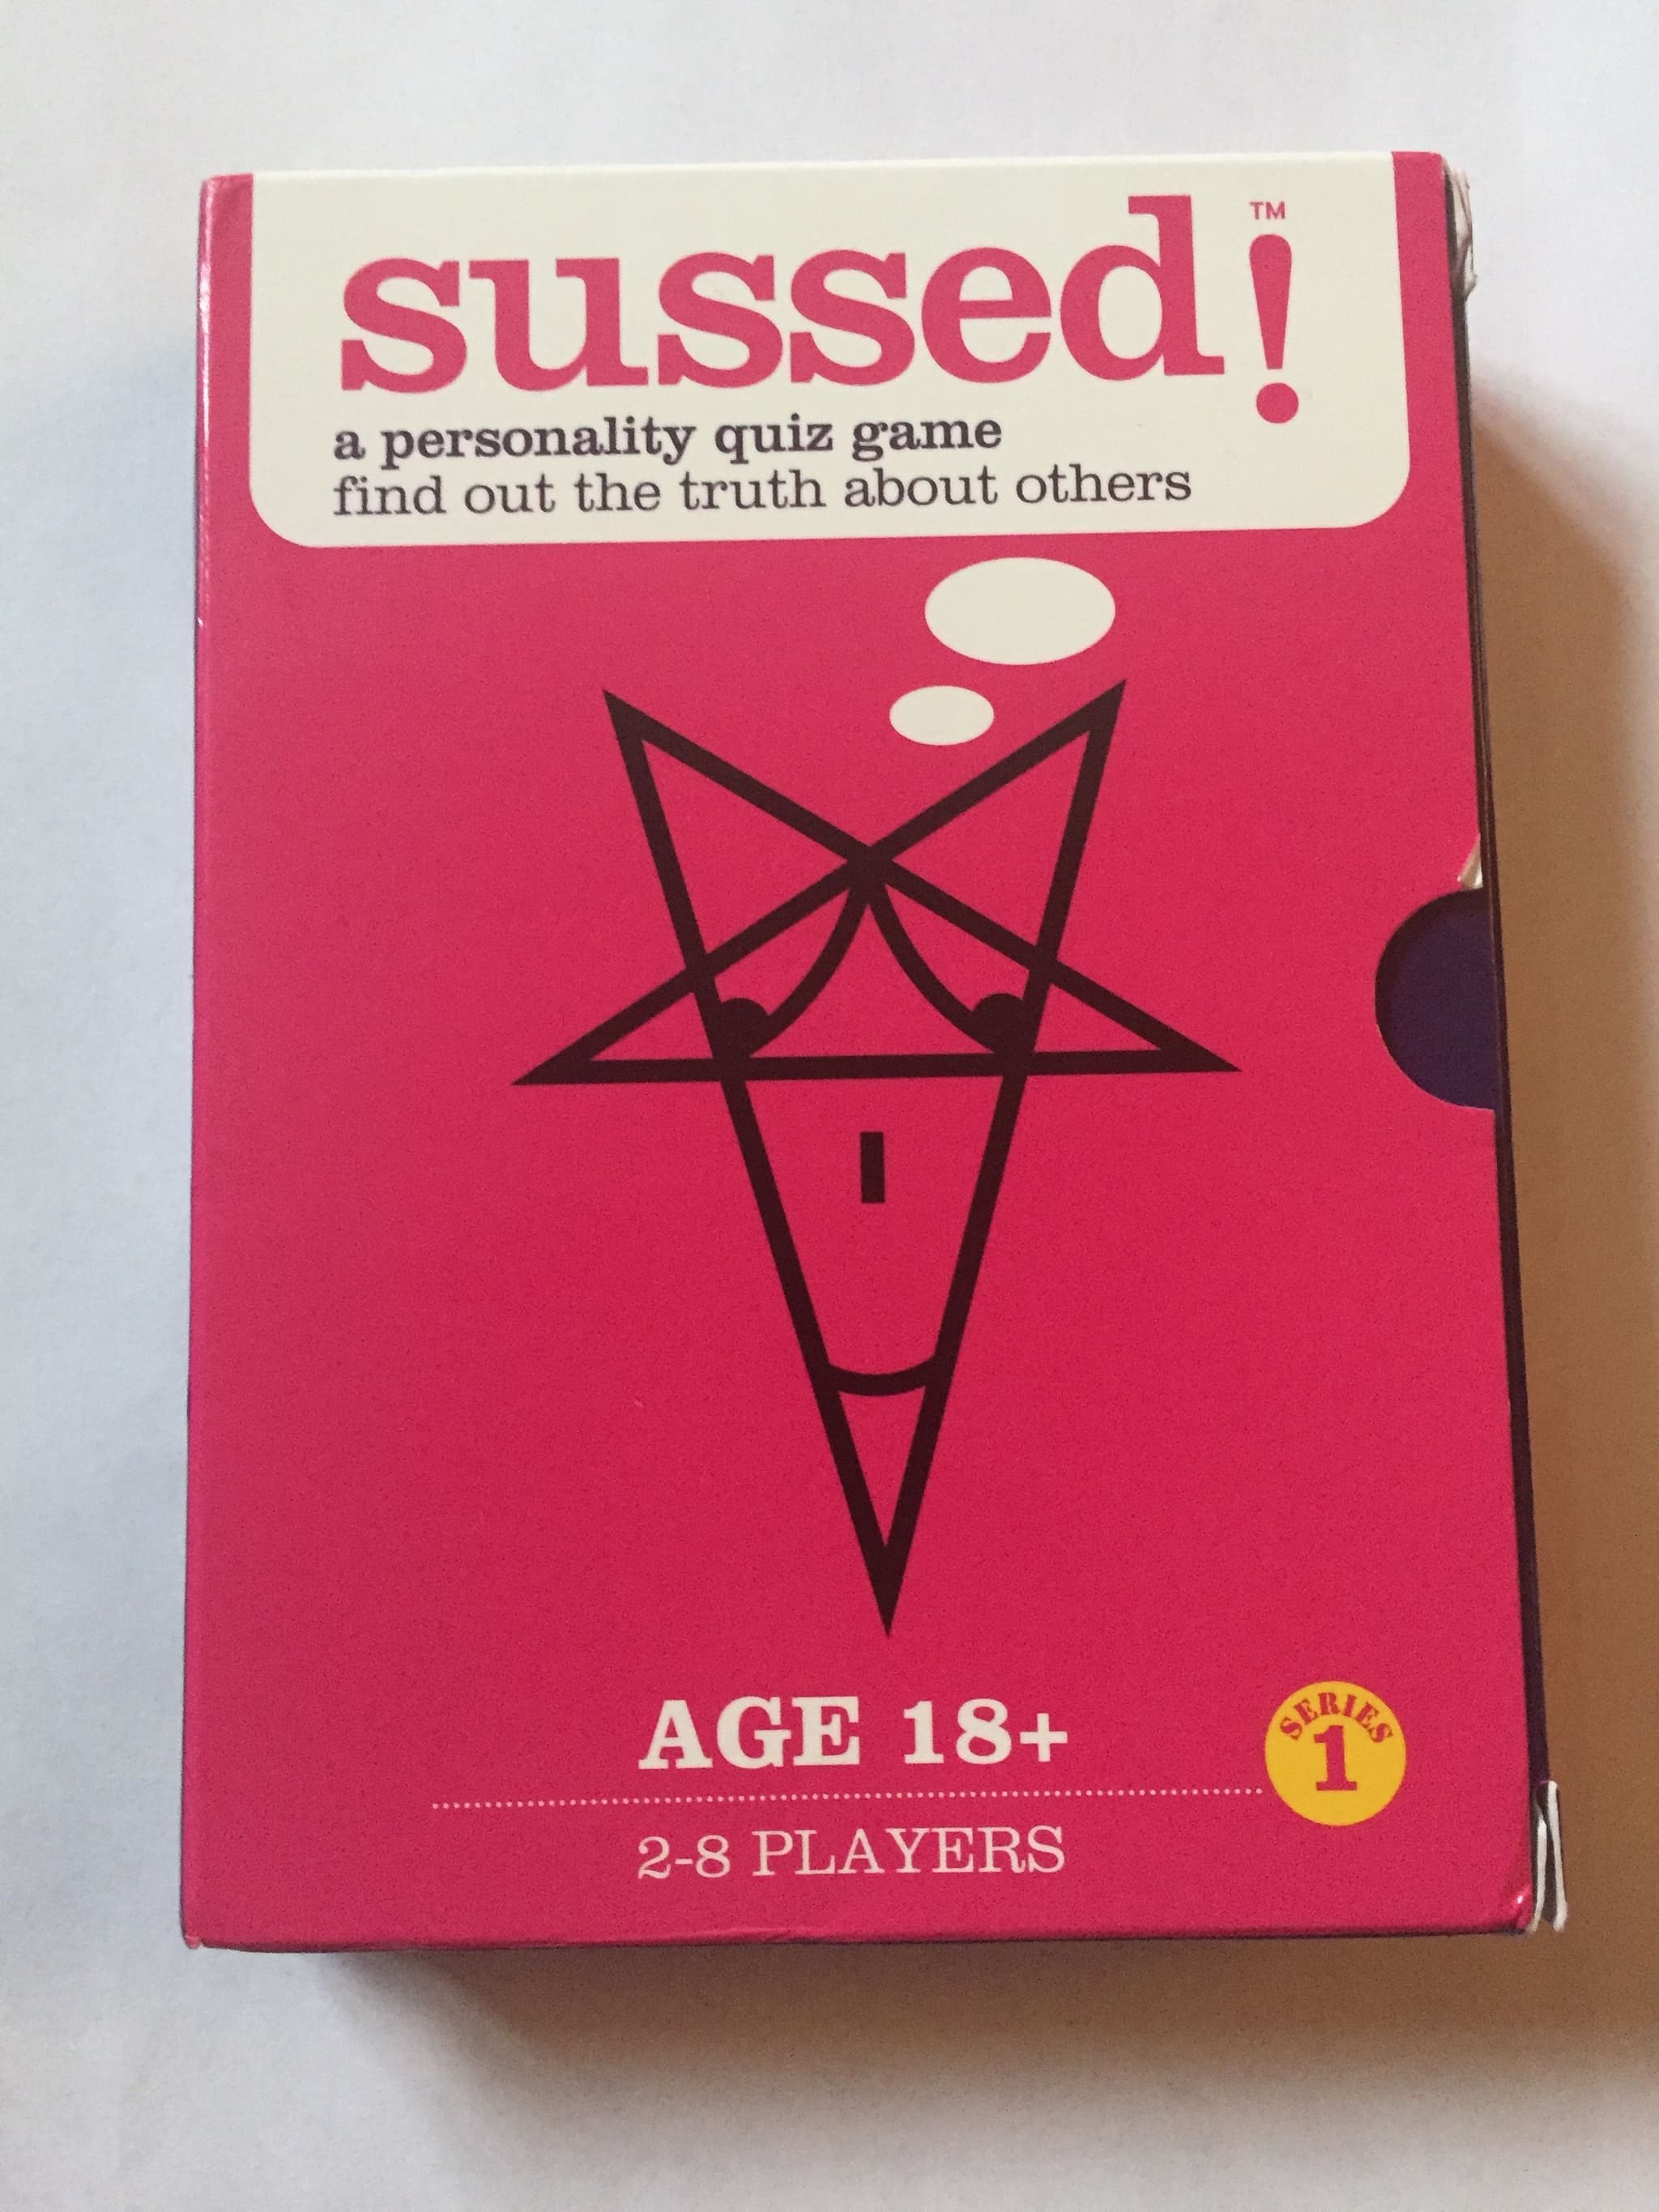 sussed!™
a personality quiz game
find out the truth about others
AGE 18+
SERIES
1
2-8 PLAYERS